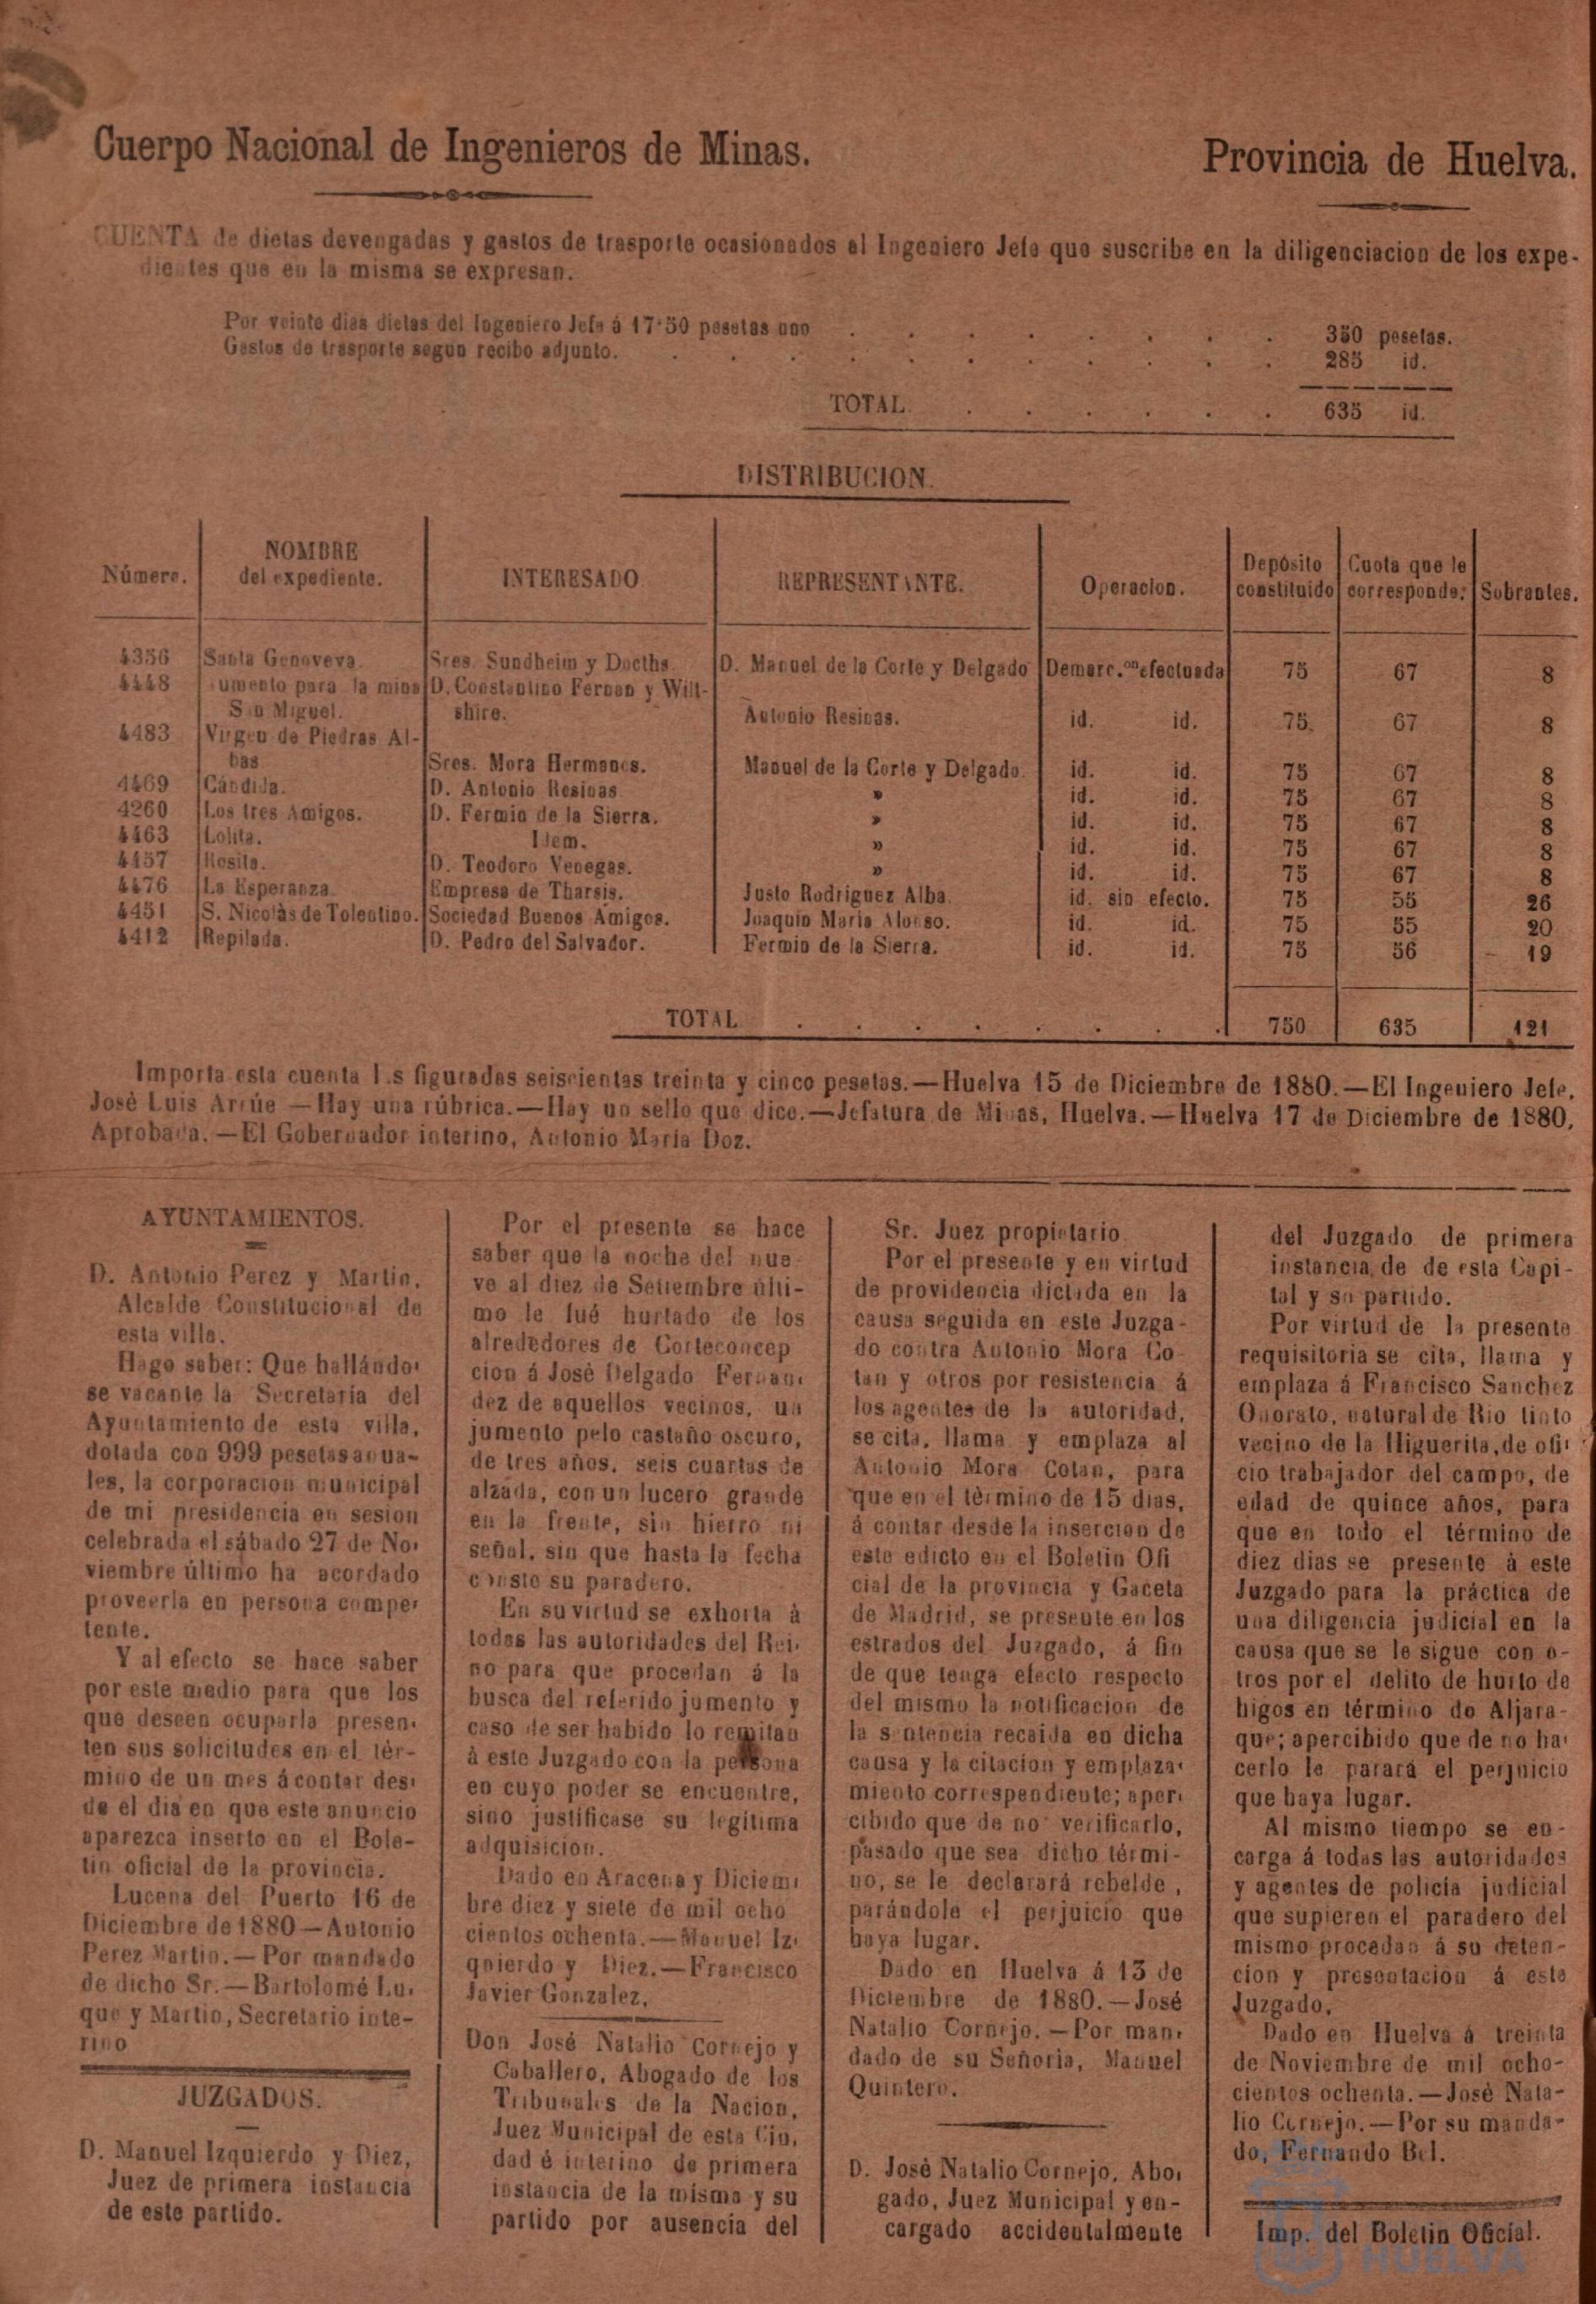 Cuerpo Nacional de Ingenieros de Minas.
Provincia de Huelva.
CUENTA de dietas devengadas y gastos de trasporte ocasionados al Ingeniero Jefe que suscribe en la diligenciacion de los expe-
dientes que en la misma se expresan.
Por veinte dias dietas del Ingeniero Jefe á 17·50 pesetas uno . . . . . . . . 350 pesetas.
Gastos de trasporte segun recibo adjunto. . . . . . . . . . . 285 id.
TOTAL. . . . . . . 635 id.
DISTRIBUCION.
Número. NOMBRE del expediente. INTERESADO REPRESENTANTE. Operacion. Depósito constituido Cuota que le corresponde. Sobrantes.
4356 Santa Genoveva. Sres. Sundheim y Doeths. D. Manuel de la Corte y Delgado Demarc.on efectuada 75 67 8
4448 umento para la mina D. Constantino Fernan y Wilt-
San Miguel. shire. Antonio Resinas. id. id. 75 67 8
4483 Virgen de Piedras Al-
bas Sres. Mora Hermanos. Manuel de la Corte y Delgado. id. id. 75 67 8
4469 Cándida. D. Antonio Resinas » id. id. 75 67 8
4260 Los tres Amigos. D. Fermin de la Sierra. » id. id. 75 67 8
4463 Lolita. Idem. » id. id. 75 67 8
4457 Rosita. D. Teodoro Venegas. » id. id. 75 67 8
4476 La Esperanza. Empresa de Tharsis. Justo Rodriguez Alba. id. sin efecto. 75 55 26
4451 S. Nicolàs de Tolentino. Sociedad Buenos Amigos. Joaquin Maria Alonso. id. id. 75 55 20
4412 Repilada. D. Pedro del Salvador. Fermin de la Sierra. id. id. 75 56 19
TOTAL . . . . . . . . 750 635 121
Importa esta cuenta l s figuradas seiscientas treinta y cinco pesetas.—Huelva 15 de Diciembre de 1880.—El Ingeniero Jefe,
José Luis Arrúe —Hay una rúbrica.—Hay un sello que dice.—Jefatura de Minas, Huelva.—Huelva 17 de Diciembre de 1880,
Aprobada.—El Gobernador interino, Antonio María Doz.
AYUNTAMIENTOS.
D. Antonio Perez y Martin,
Alcalde Constitucional de
esta villa.
Hago saber: Que hallándo-
se vacante la Secretaría del
Ayuntamiento de esta villa,
dotada con 999 pesetas anua-
les, la corporacion municipal
de mi presidencia en sesion
celebrada el sábado 27 de No-
viembre último ha acordado
proveerla en persona compe-
tente.
Y al efecto se hace saber
por este medio para que los
que deseen ocuparla presen-
ten sus solicitudes en el tér-
mino de un mes á contar des-
de el dia en que este anuncio
aparezca inserto en el Bole-
tin oficial de la provincia.
Lucena del Puerto 16 de
Diciembre de 1880—Antonio
Perez Martin.—Por mandado
de dicho Sr.—Bartolomé Lu-
que y Martin, Secretario inte-
rino
JUZGADOS.
D. Manuel Izquierdo y Diez,
Juez de primera instancia
de este partido.
Por el presente se hace
saber que la noche del nue-
ve al diez de Setiembre últi-
mo le fué hurtado de los
alrededores de Corteconcep
cion á José Delgado Fernan-
dez de aquellos vecinos, un
jumento pelo castaño oscuro,
de tres años, seis cuartas de
alzada, con un lucero grande
en la frente, sin hierro ni
señal, sin que hasta la fecha
conste su paradero.
En su virtud se exhorta à
todas las autoridades del Rei-
no para que procedan á la
busca del referido jumento y
caso de ser habido lo remitan
à este Juzgado con la persona
en cuyo poder se encuentre,
sino justificase su legítima
adquisicion.
Dado en Aracena y Diciem-
bre diez y siete de mil ocho
cientos ochenta.—Manuel Iz-
quierdo y Diez.—Francisco
Javier Gonzalez,
Don José Natalio Cornejo y
Caballero, Abogado de los
Tribunales de la Nacion,
Juez Municipal de esta Ciu-
dad é interino de primera
instancia de la misma y su
partido por ausencia del
Sr. Juez propietario
Por el presente y en virtud
de providencia dictada en la
causa seguida en este Juzga-
do contra Antonio Mora Co-
tan y otros por resistencia á
los agentes de la autoridad,
se cita, llama y emplaza al
Antonio Mora Cotan, para
que en el término de 15 dias,
á contar desde la insercion de
este edicto en el Boletin Ofi
cial de la provincia y Gaceta
de Madrid, se presente en los
estrados del Juzgado, á fin
de que tenga efecto respecto
del mismo la notificacion de
la sentencia recaida en dicha
causa y la citacion y emplaza-
miento correspondiente; aper-
cibido que de no verificarlo,
pasado que sea dicho térmi-
no, se le declarará rebelde,
parándole el perjuicio que
haya lugar.
Dado en Huelva á 13 de
Diciembre de 1880.—José
Natalio Cornejo.—Por man-
dado de su Señoria, Manuel
Quintero.
D. José Natalio Cornejo, Abo-
gado, Juez Municipal y en-
cargado accidentalmente
del Juzgado de primera
instancia de de esta Capi-
tal y su partido.
Por virtud de la presente
requisitoria se cita, llama y
emplaza á Francisco Sanchez
Onorato, natural de Rio tinto
vecino de la Higuerita, de ofi-
cio trabajador del campo, de
edad de quince años, para
que en todo el término de
diez dias se presente à este
Juzgado para la práctica de
una diligencia judicial en la
causa que se le sigue con o-
tros por el delito de hurto de
higos en término de Aljara-
que; apercibido que de no ha-
cerlo le parará el perjuicio
que haya lugar.
Al mismo tiempo se en-
carga á todas las autoridades
y agentes de policía judicial
que supieren el paradero del
mismo procedan á su deten-
cion y presentacion á este
Juzgado,
Dado en Huelva á treinta
de Noviembre de mil ocho-
cientos ochenta.—José Nata-
lio Cornejo.—Por su manda-
do, Fernando Bel.
Imp. del Boletin Oficial.
HUELVA